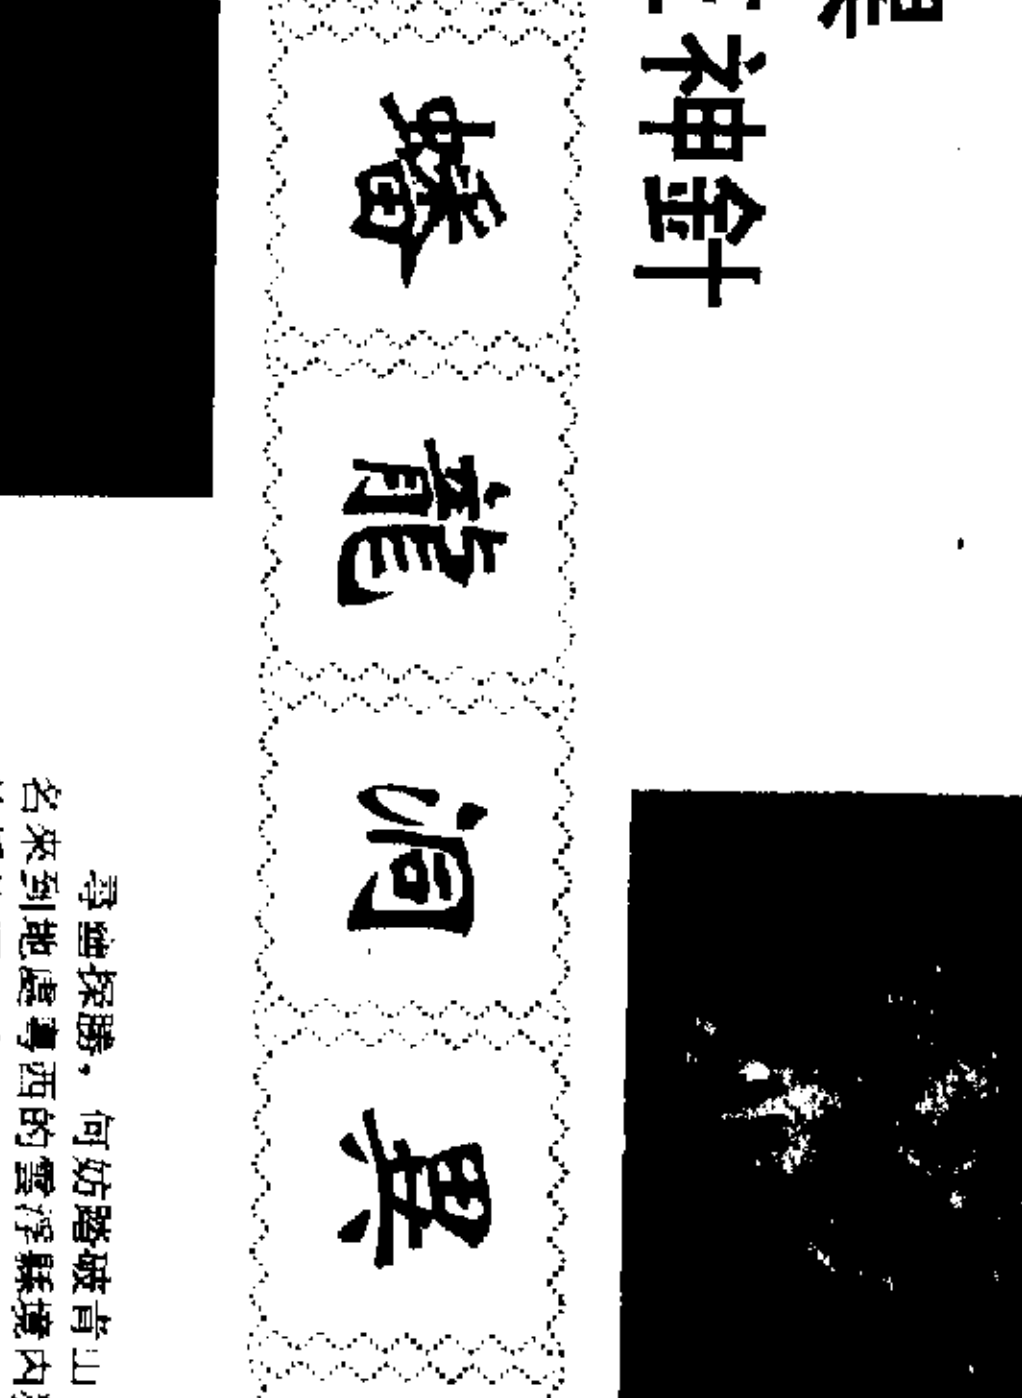 神針
蟠龍洞異
尋幽探勝，何妨踏破青山
名來到地處粵西的雲浮縣境內